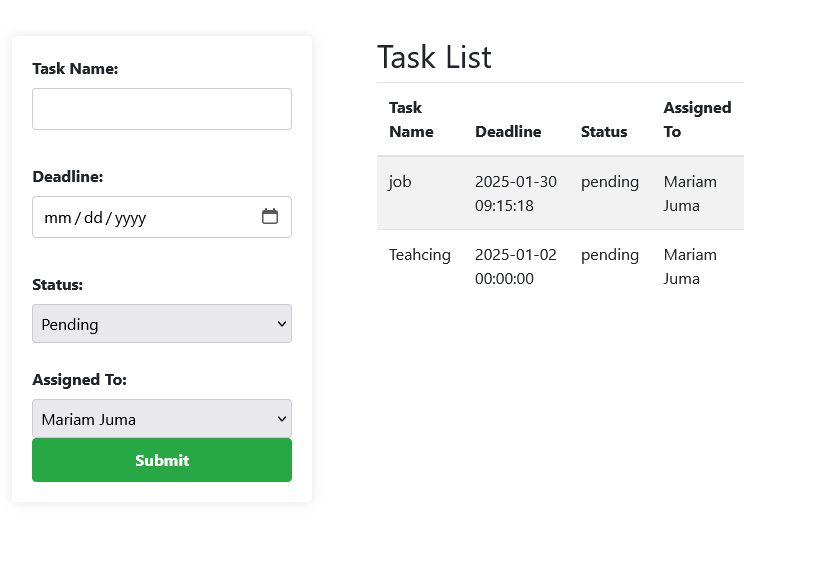 Task Name:
Deadline:
mm/dd/yyyy
Status:
Pending
Assigned To:
Mariam Juma
Submit
Task List
Task Name Deadline Status Assigned To
job 2025-01-30 09:15:18 pending Mariam Juma
Teahcing 2025-01-02 00:00:00 pending Mariam Juma